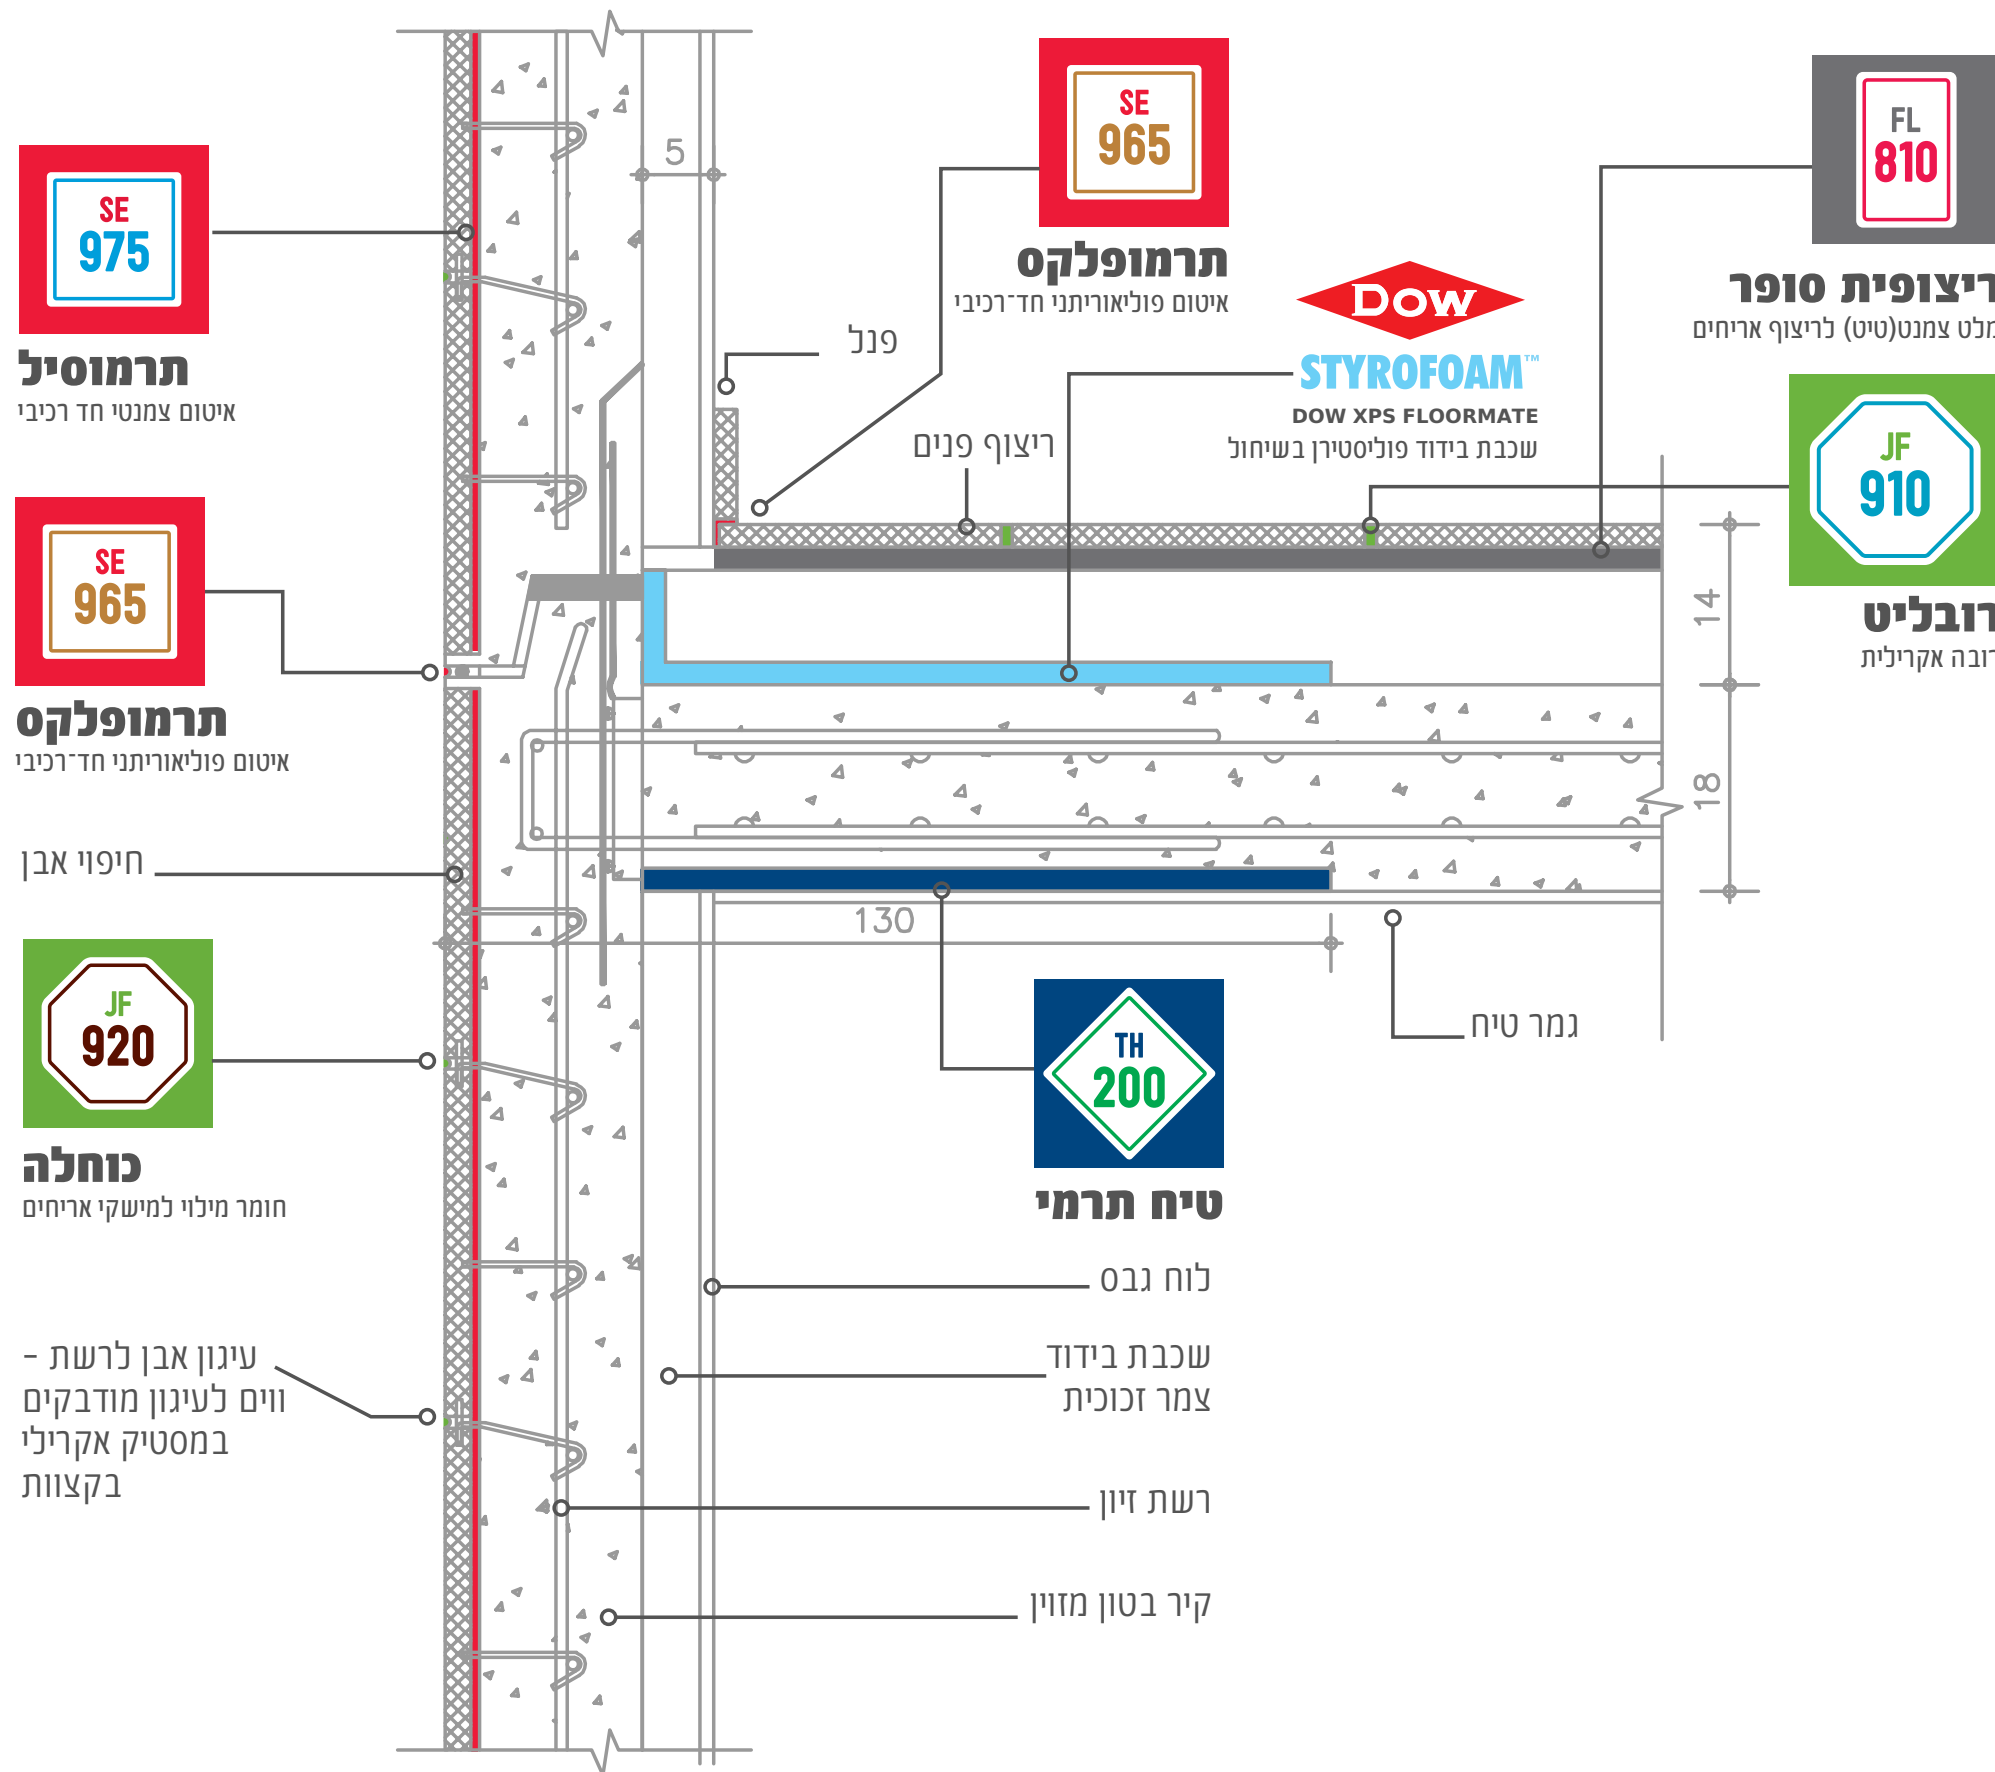 SE
975
תרמוסיל
איטום צמנטי חד רכיבי
SE
965
תרמופלקס
איטום פוליאוריתני חד־רכיבי
חיפוי אבן
JF
920
כוחלה
חומר מילוי למישקי אריחים
עיגון אבן לרשת -
ווים לעיגון מודבקים
במסטיק אקרילי
בקצוות
5
SE
965
תרמופלקס
איטום פוליאוריתני חד־רכיבי
פנל
ריצוף פנים
DOW
STYROFOAM™
DOW XPS FLOORMATE
שכבת בידוד פוליסטירן בשיחול
FL
810
ריצופית סופר
מלט צמנט(טיט) לריצוף אריחים
JF
910
רובליט
רובה אקרילית
14
18
130
TH
200
טיח תרמי
גמר טיח
לוח גבס
שכבת בידוד
צמר זכוכית
רשת זיון
קיר בטון מזוין